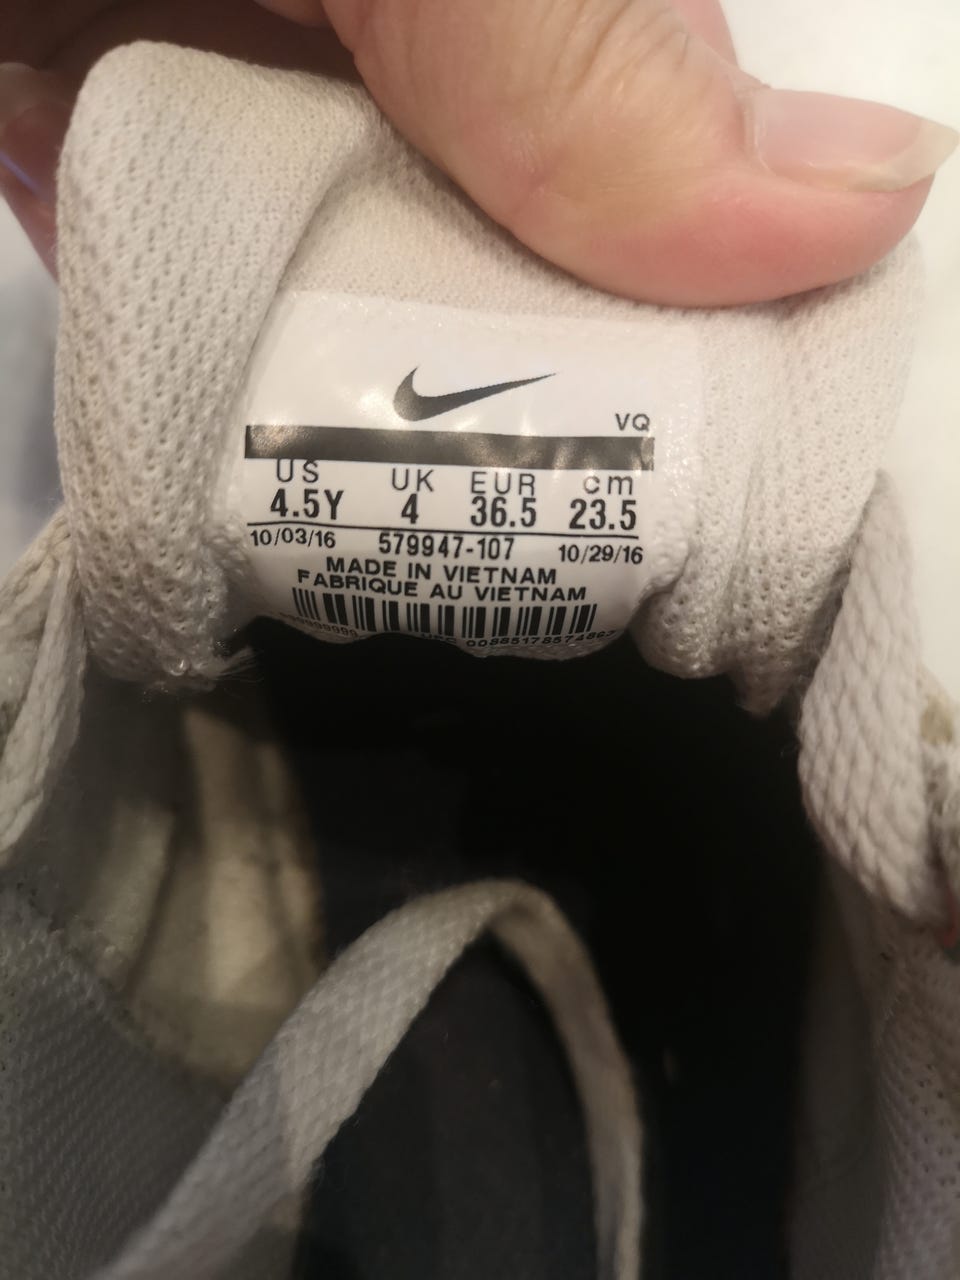 VQ
US UK EUR cm
4.5Y 4 36.5 23.5
10/03/16 579947-107 10/29/16
MADE IN VIETNAM
FABRIQUE AU VIETNAM
UPC